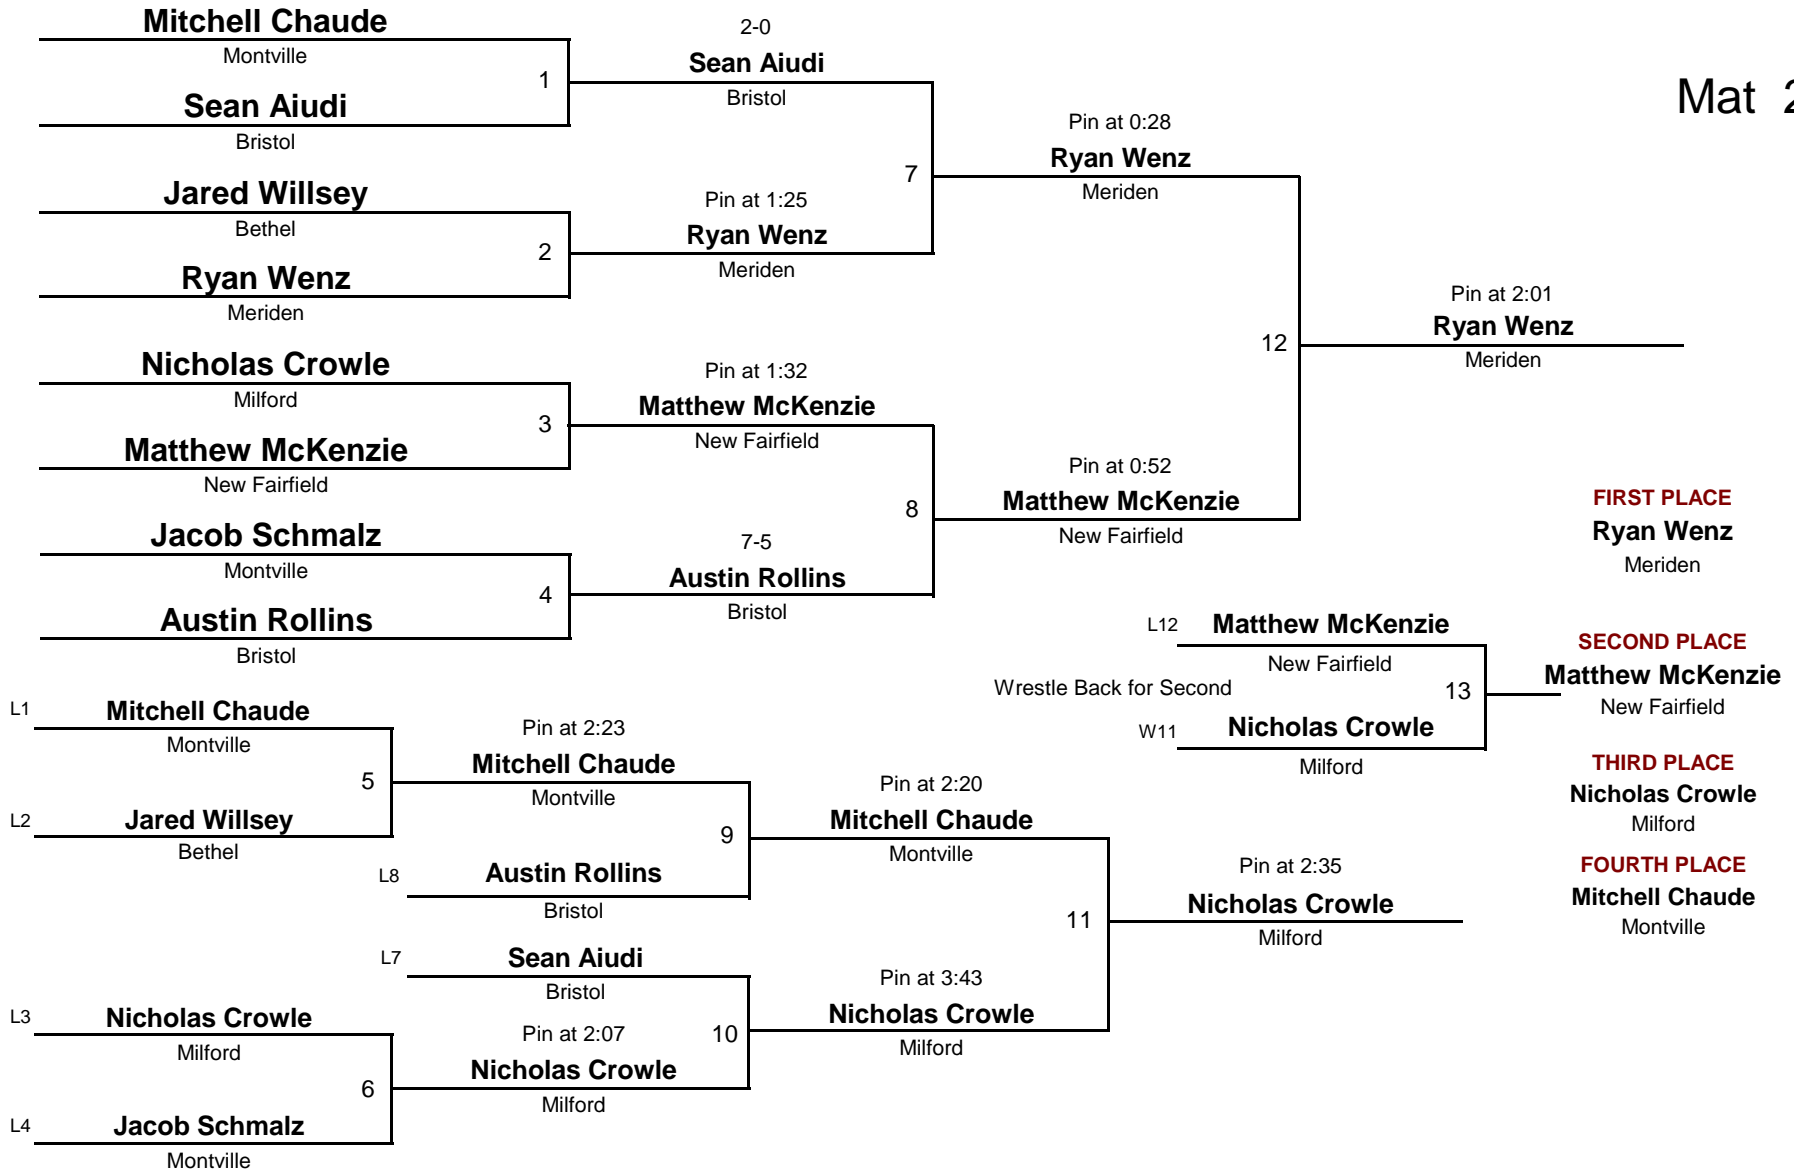 Mitchell Chaude
Montville
1
Sean Aiudi
Bristol
2-0
Sean Aiudi
Bristol
Mat 2
Jared Willsey
Bethel
2
Ryan Wenz
Meriden
Pin at 1:25
Ryan Wenz
Meriden
7
Pin at 0:28
Ryan Wenz
Meriden
Nicholas Crowle
Milford
3
Matthew McKenzie
New Fairfield
Pin at 1:32
Matthew McKenzie
New Fairfield
Jacob Schmalz
Montville
4
Austin Rollins
Bristol
7-5
Austin Rollins
Bristol
8
Pin at 0:52
Matthew McKenzie
New Fairfield
12
Pin at 2:01
Ryan Wenz
Meriden
FIRST PLACE
Ryan Wenz
Meriden
L12
Matthew McKenzie
New Fairfield
Wrestle Back for Second
13
W11
Nicholas Crowle
Milford
SECOND PLACE
Matthew McKenzie
New Fairfield
THIRD PLACE
Nicholas Crowle
Milford
FOURTH PLACE
Mitchell Chaude
Montville
L1
Mitchell Chaude
Montville
5
L2
Jared Willsey
Bethel
Pin at 2:23
Mitchell Chaude
Montville
9
L8
Austin Rollins
Bristol
Pin at 2:20
Mitchell Chaude
Montville
L7
Sean Aiudi
Bristol
L3
Nicholas Crowle
Milford
6
L4
Jacob Schmalz
Montville
Pin at 2:07
Nicholas Crowle
Milford
10
Pin at 3:43
Nicholas Crowle
Milford
11
Pin at 2:35
Nicholas Crowle
Milford